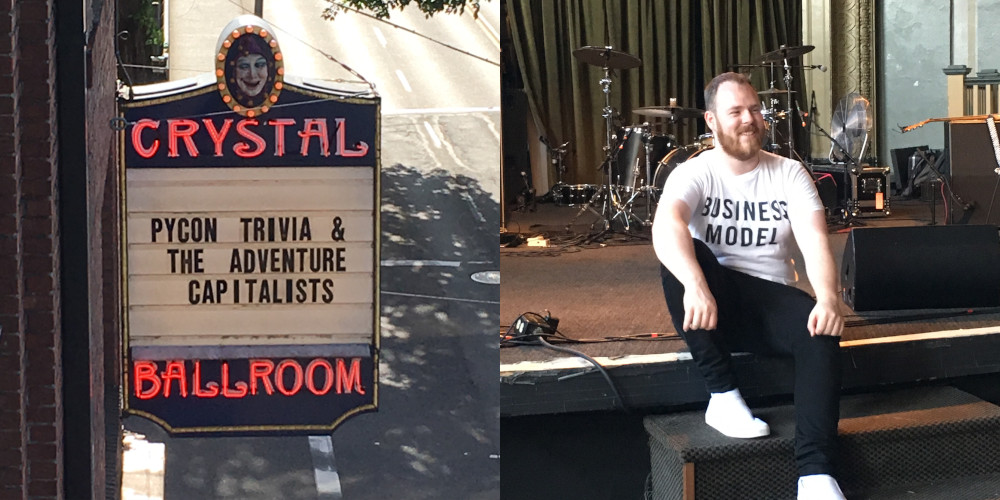 CRYSTAL
PYCON TRIVIA &
THE ADVENTURE
CAPITALISTS
BALLROOM
BUSINESS
MODEL